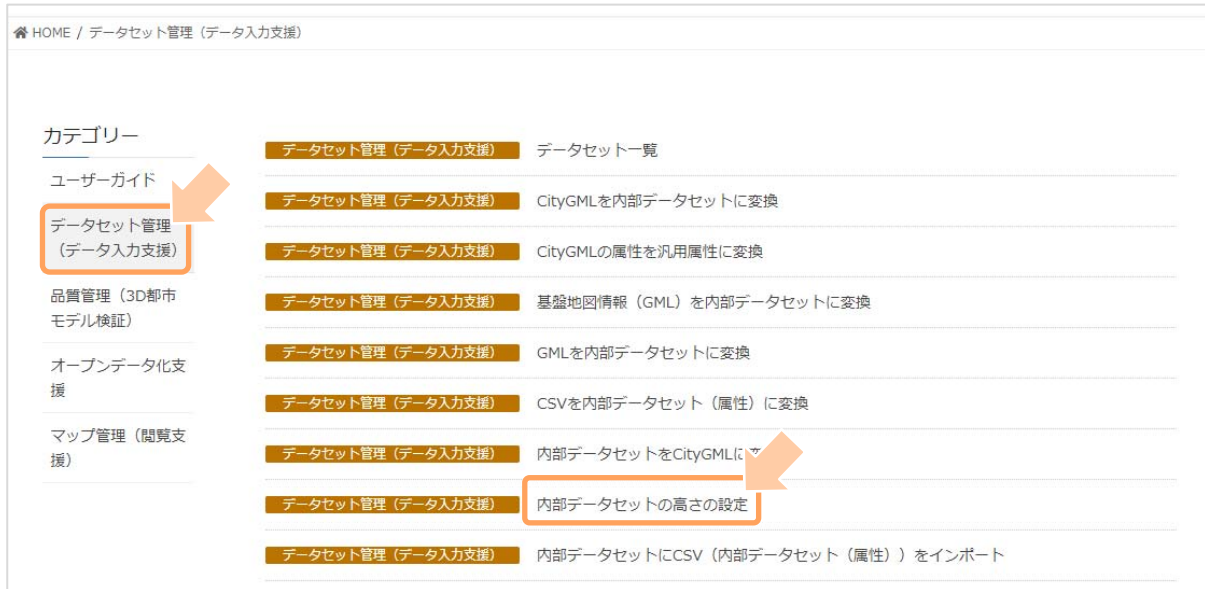 HOME / データセット管理（データ入力支援）
カテゴリー
ユーザーガイド
データセット管理
（データ入力支援）
品質管理（3D都市
モデル検証）
オープンデータ化支
援
マップ管理（閲覧支
援）
データセット管理（データ入力支援） データセット一覧
データセット管理（データ入力支援） CityGMLを内部データセットに変換
データセット管理（データ入力支援） CityGMLの属性を汎用属性に変換
データセット管理（データ入力支援） 基盤地図情報（GML）を内部データセットに変換
データセット管理（データ入力支援） GMLを内部データセットに変換
データセット管理（データ入力支援） CSVを内部データセット（属性）に変換
データセット管理（データ入力支援） 内部データセットをCityGMLに
データセット管理（データ入力支援） 内部データセットの高さの設定
データセット管理（データ入力支援） 内部データセットにCSV（内部データセット（属性））をインポート